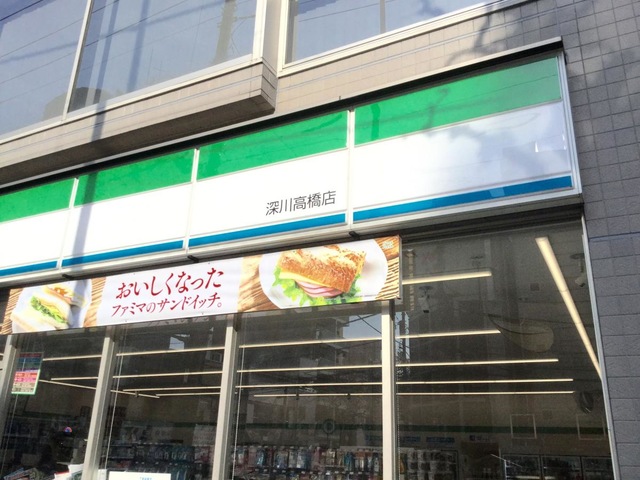 深川高橋店
おいしくなった
ファミマのサンドイッチ。